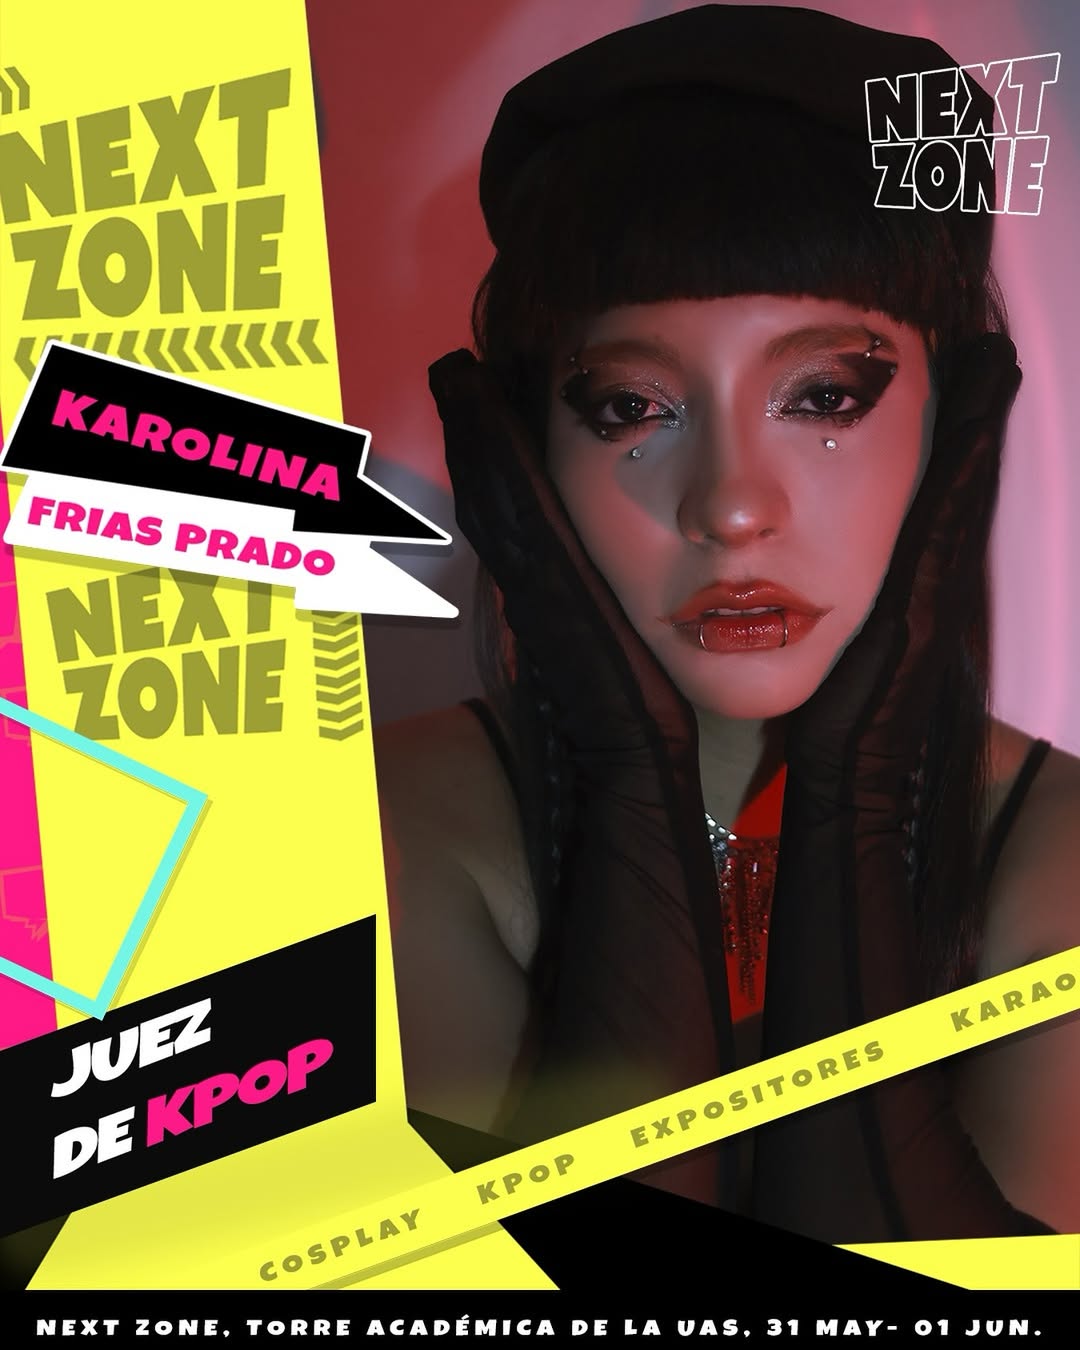 NEXT
ZONE
NEXT
ZONE
KAROLINA
FRIAS PRADO
NEXT
ZONE
JUEZ
DE KPOP
COSPLAY KPOP EXPOSITORES KARAO
NEXT ZONE, TORRE ACADÉMICA DE LA UAS, 31 MAY- 01 JUN.